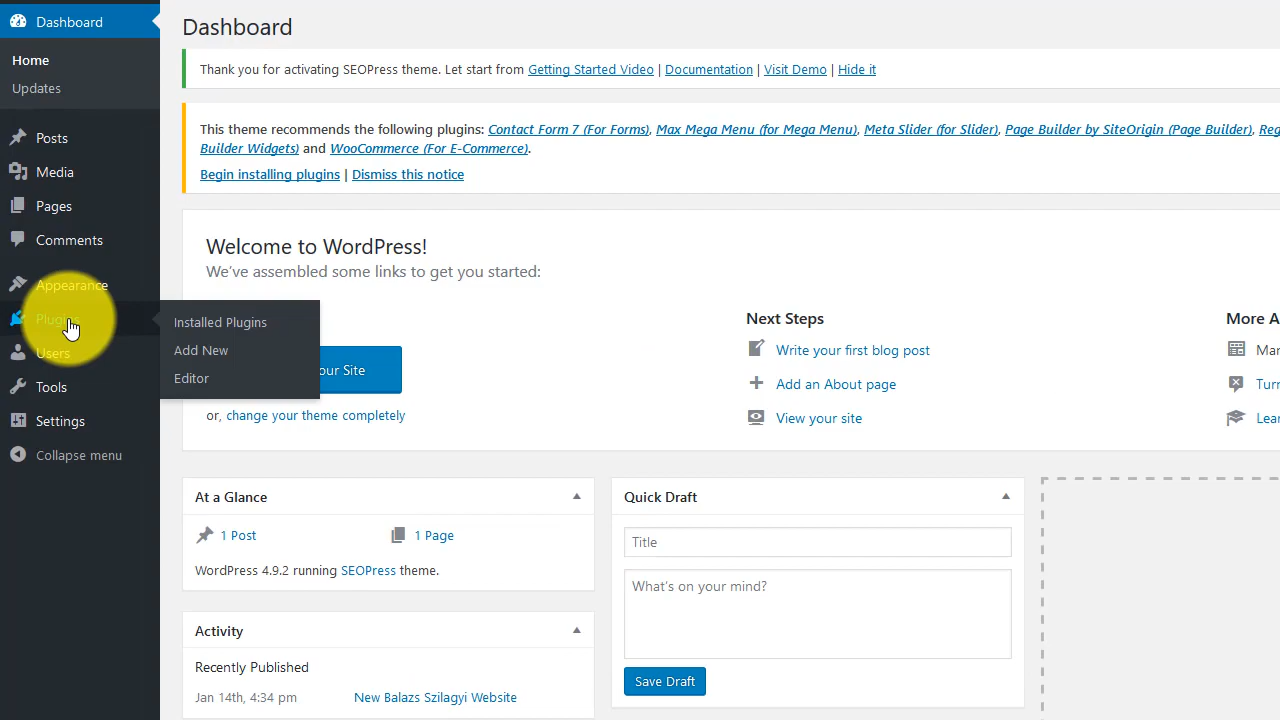 Dashboard
Home
Updates
Posts
Media
Pages
Comments
Appearance
Plugins
Users
Tools
Settings
Collapse menu
Installed Plugins
Add New
Editor
Dashboard
Thank you for activating SEOPress theme. Let start from Getting Started Video | Documentation | Visit Demo | Hide it
This theme recommends the following plugins: Contact Form 7 (For Forms), Max Mega Menu (for Mega Menu), Meta Slider (for Slider), Page Builder by SiteOrigin (Page Builder),
Builder Widgets) and WooCommerce (For E-Commerce).
Begin installing plugins | Dismiss this notice
Welcome to WordPress!
We've assembled some links to get you started:
our Site
or, change your theme completely
Next Steps
Write your first blog post
Add an About page
View your site
More A
At a Glance
1 Post 1 Page
WordPress 4.9.2 running SEOPress theme.
Activity
Recently Published
Jan 14th, 4:34 pm New Balazs Szilagyi Website
Quick Draft
Title
What's on your mind?
Save Draft